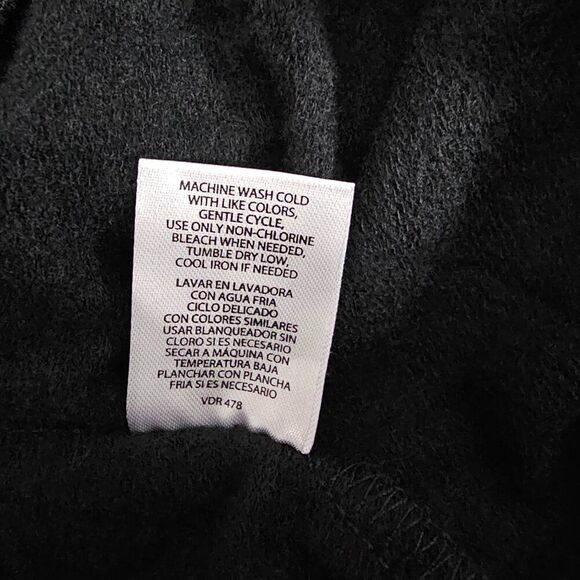 MACHINE WASH COLD
WITH LIKE COLORS,
GENTLE CYCLE,
USE ONLY NON-CHLORINE
BLEACH WHEN NEEDED,
TUMBLE DRY LOW,
COOL IRON IF NEEDED
LAVAR EN LAVADORA
CON AGUA FRIA
CICLO DELICADO
CON COLORES SIMILARES
USAR BLANQUEADOR SIN
CLORO SI ES NECESARIO
SECAR A MÁQUINA CON
TEMPERATURA BAJA
PLANCHAR CON PLANCHA
FRIA SI ES NECESARIO
VDR 478